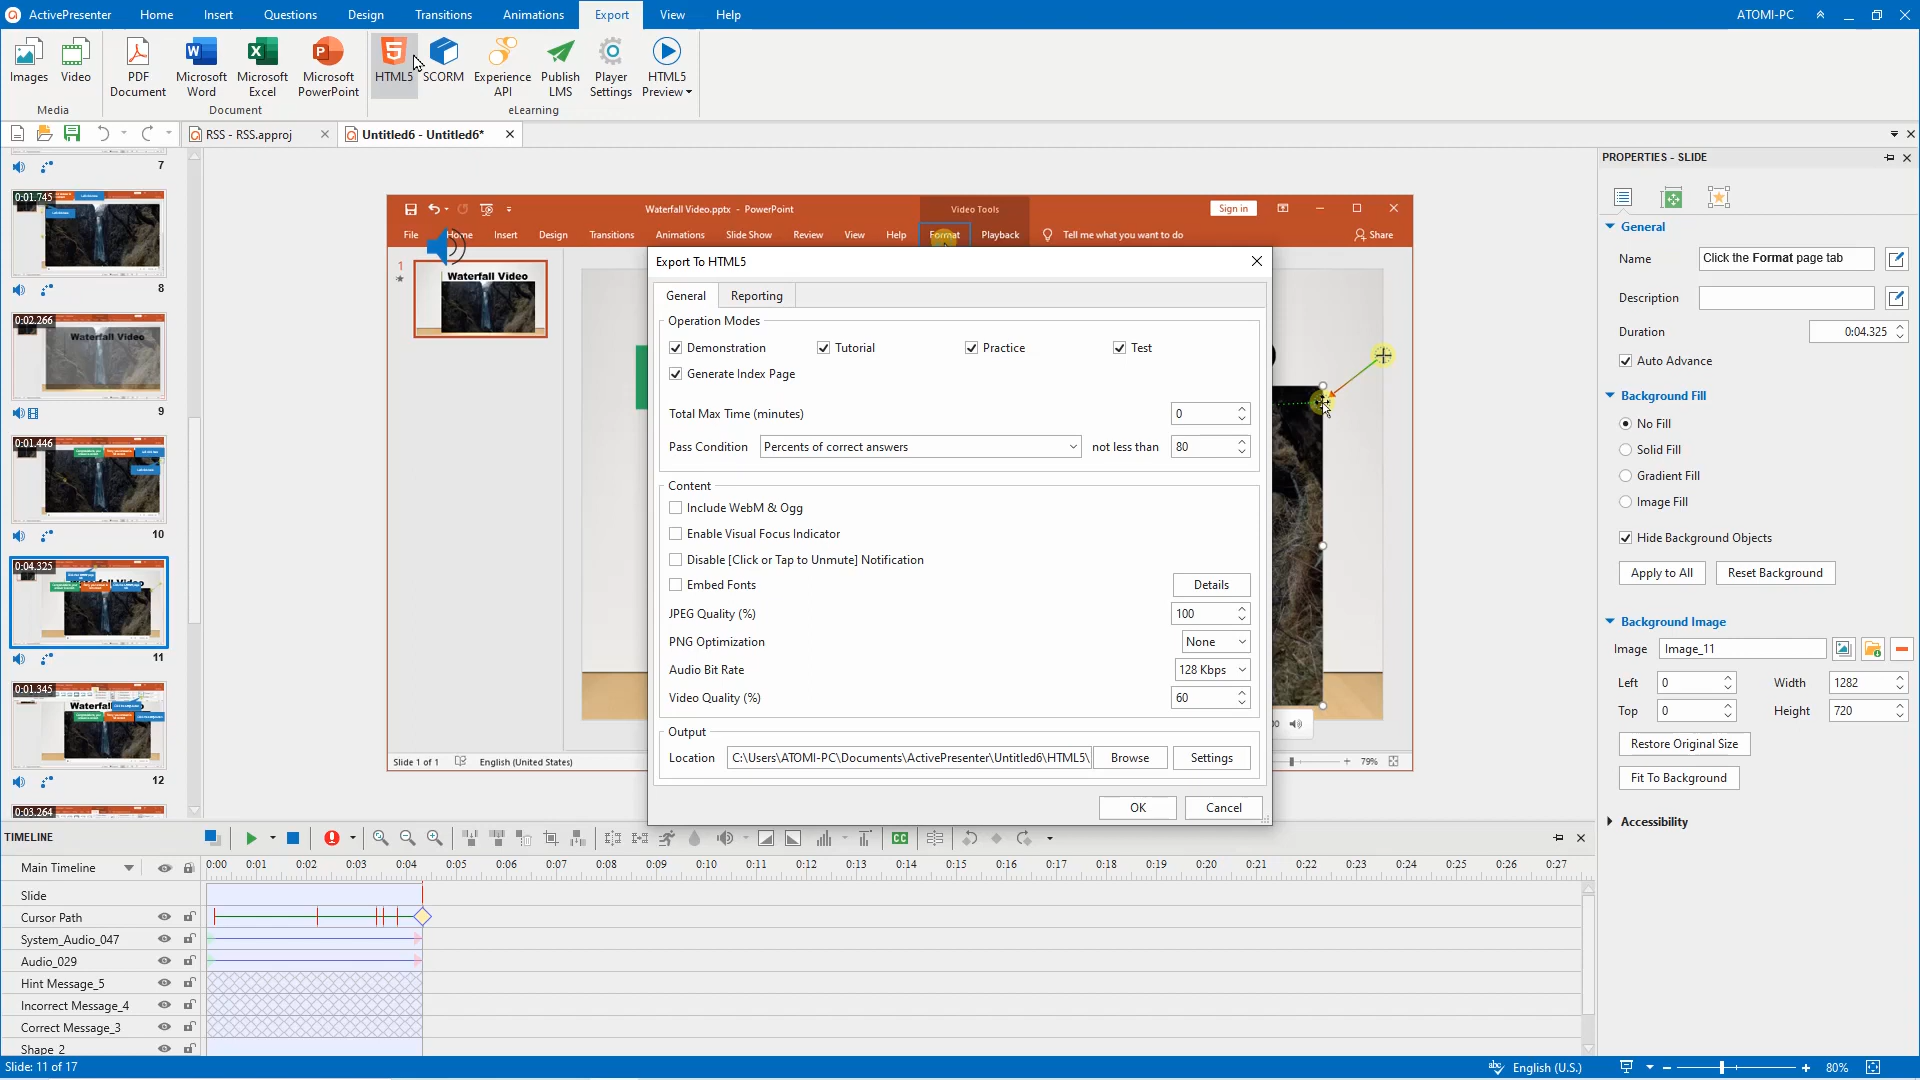 ActivePresenter Home Insert Questions Design Transitions Animations Export View Help ATOMI-PC
Images Video
Media
PDF Document Microsoft Word Microsoft Excel Microsoft PowerPoint
Document
HTML5 SCORM Experience API Publish LMS Player Settings HTML5 Preview
eLearning
RSS - RSS.approj
Untitled6 - Untitled6*
7
0:01.745
8
0:02.266
Waterfall Video
9
0:01.446
10
0:04.325
11
0:01.345
12
0:03.264
Waterfall Video.pptx - PowerPoint Video Tools Sign in
File Home Insert Design Transitions Animations Slide Show Review View Help Format Playback Tell me what you want to do Share
1
Waterfall Video
Slide 1 of 1 English (United States) 79%
Export To HTML5
General Reporting
Operation Modes
Demonstration Tutorial Practice Test
Generate Index Page
Total Max Time (minutes) 0
Pass Condition Percents of correct answers not less than 80
Content
Include WebM & Ogg
Enable Visual Focus Indicator
Disable [Click or Tap to Unmute] Notification
Embed Fonts Details
JPEG Quality (%) 100
PNG Optimization None
Audio Bit Rate 128 Kbps
Video Quality (%) 60
Output
Location C:\Users\ATOMI-PC\Documents\ActivePresenter\Untitled6\HTML5\ Browse Settings
OK Cancel
PROPERTIES - SLIDE
General
Name Click the Format page tab
Description
Duration 0:04.325
Auto Advance
Background Fill
No Fill
Solid Fill
Gradient Fill
Image Fill
Hide Background Objects
Apply to All Reset Background
Background Image
Image Image_11
Left 0 Width 1282
Top 0 Height 720
Restore Original Size
Fit To Background
Accessibility
TIMELINE
CC
Main Timeline 0:00 0:01 0:02 0:03 0:04 0:05 0:06 0:07 0:08 0:09 0:10 0:11 0:12 0:13 0:14 0:15 0:16 0:17 0:18 0:19 0:20 0:21 0:22 0:23 0:24 0:25 0:26 0:27
Slide
Cursor Path
System_Audio_047
Audio_029
Hint Message_5
Incorrect Message_4
Correct Message_3
Shape_2
Slide: 11 of 17 English (U.S.) 80%